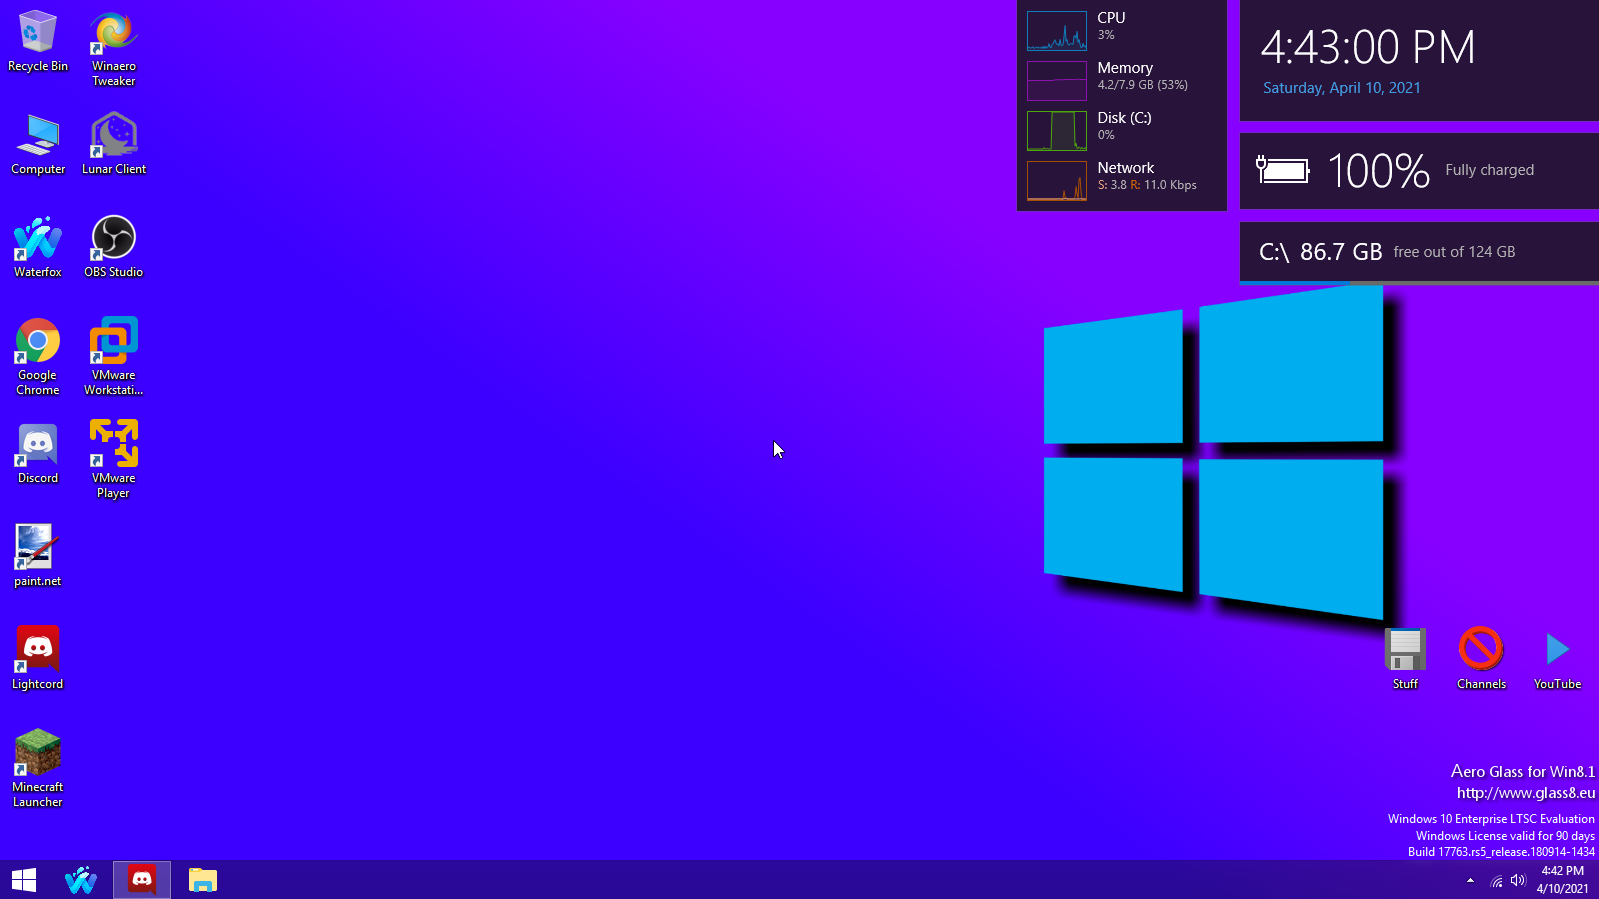 Recycle Bin
Winaero
Tweaker
Computer
Lunar Client
Waterfox
OBS Studio
Google
Chrome
VMware
Workstati...
Discord
VMware
Player
paint.net
Lightcord
Minecraft
Launcher
CPU
3%
Memory
4.2/7.9 GB (53%)
Disk (C:)
0%
Network
S: 3.8 R: 11.0 Kbps
4:43:00 PM
Saturday, April 10, 2021
100% Fully charged
C:\ 86.7 GB free out of 124 GB
Stuff
Channels
YouTube
Aero Glass for Win8.1
http://www.glass8.eu
Windows 10 Enterprise LTSC Evaluation
Windows License valid for 90 days
Build 17763.rs5_release.180914-1434
4:42 PM
4/10/2021